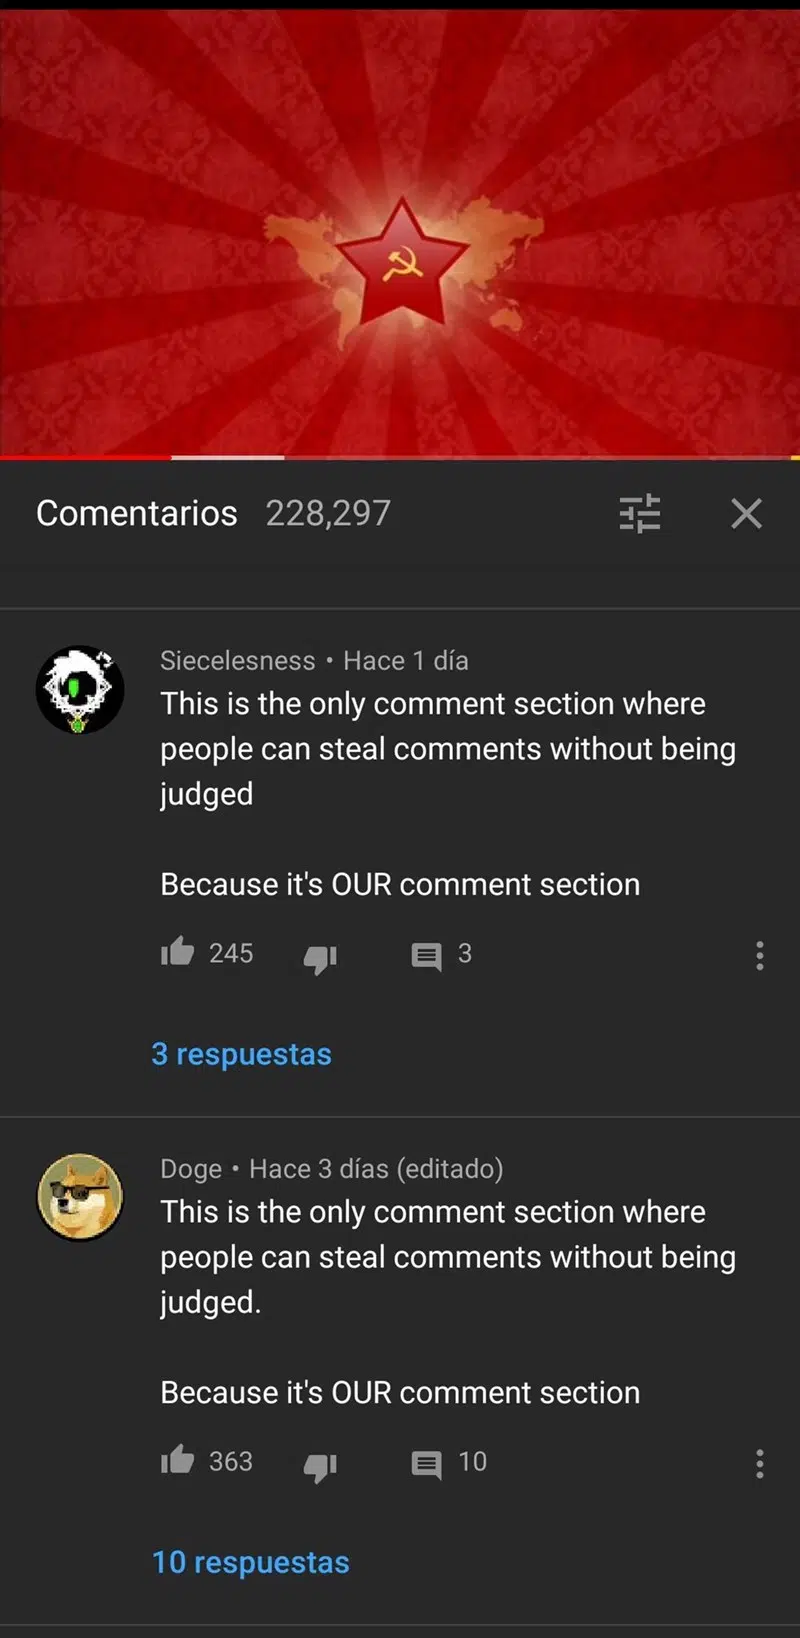 Comentarios 228,297
Siecelesness • Hace 1 día
This is the only comment section where
people can steal comments without being
judged
Because it's OUR comment section
245 3
3 respuestas
Doge • Hace 3 días (editado)
This is the only comment section where
people can steal comments without being
judged.
Because it's OUR comment section
363 10
10 respuestas